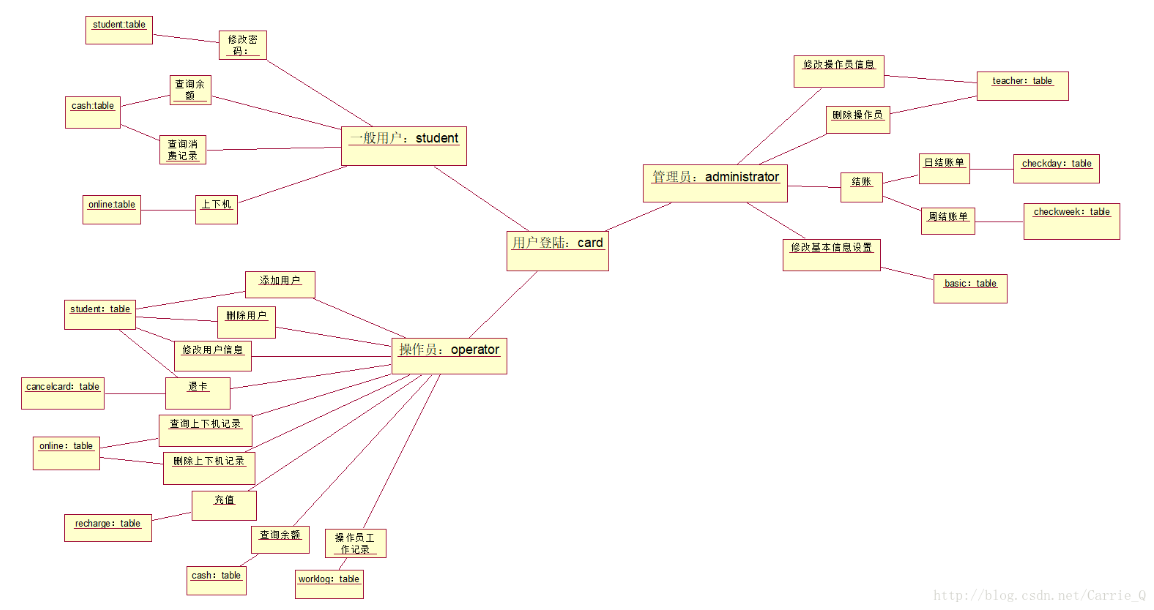 student:table
修改密
码：
查询余
额
cash:table
查询消
费记录
一般用户：student
online:table
上下机
修改操作员信息
teacher：table
删除操作员
管理员：administrator
结账
日结账单
checkday：table
周结账单
checkweek：table
修改基本信息设置
basic：table
用户登陆：card
添加用户
student：table
删除用户
修改用户信息
操作员：operator
退卡
cancelcard：table
查询上下机记录
online：table
删除上下机记录
充值
recharge：table
查询余额
cash：table
操作员工
作记录
worklog：table
http://blog.csdn.net/Carrie_Q